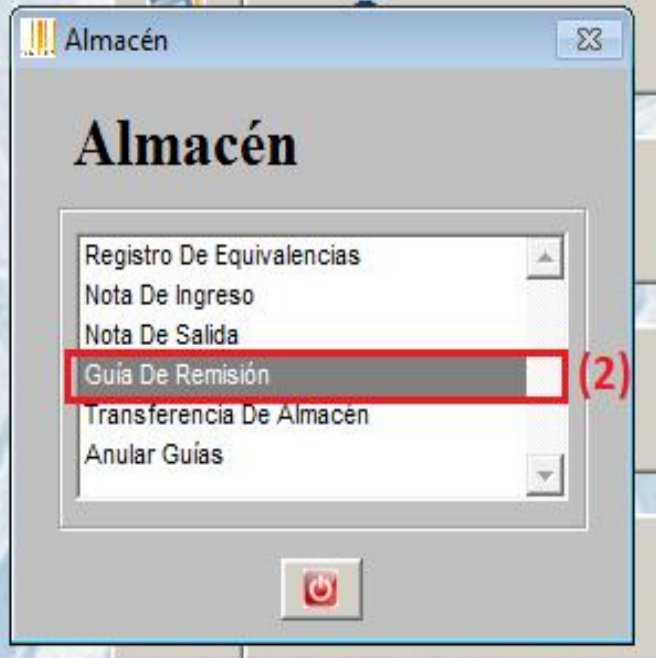 Almacén
Almacén
Registro De Equivalencias
Nota De Ingreso
Nota De Salida
Guía De Remisión
(2)
Transferencia De Almacén
Anular Guías